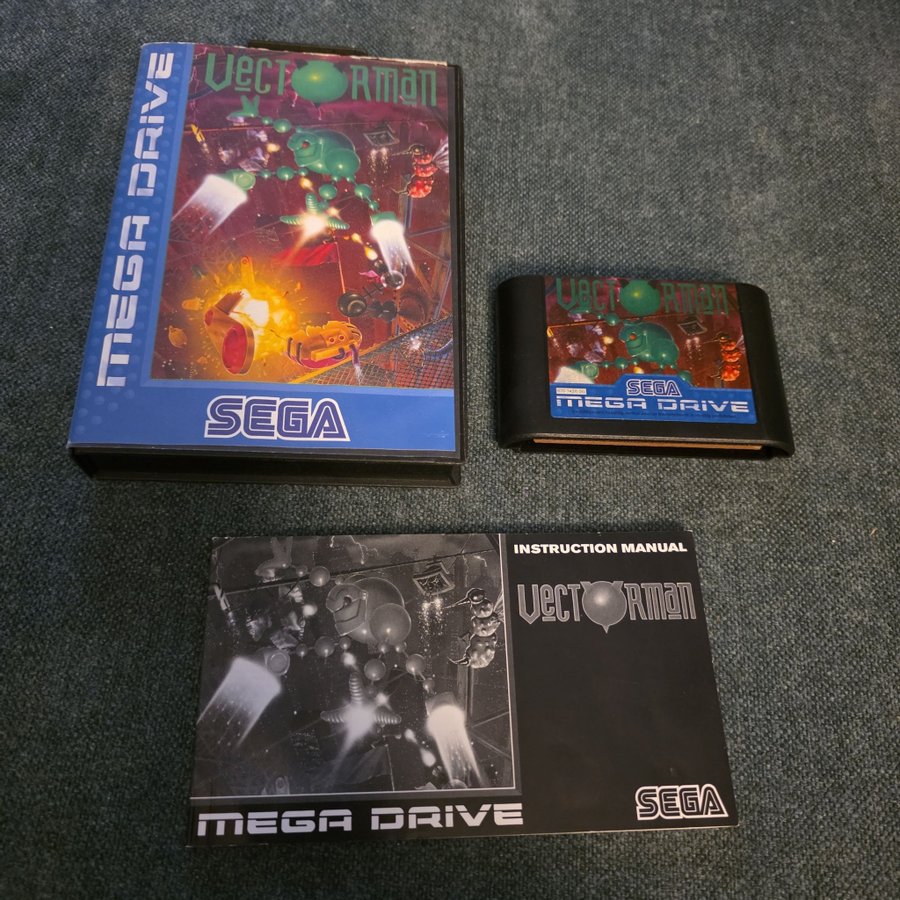 VECTORMAN
MEGA DRIVE
SEGA
VECTORMAN
SEGA
MEGA DRIVE
INSTRUCTION MANUAL
VECTORMAN
MEGA DRIVE
SEGA